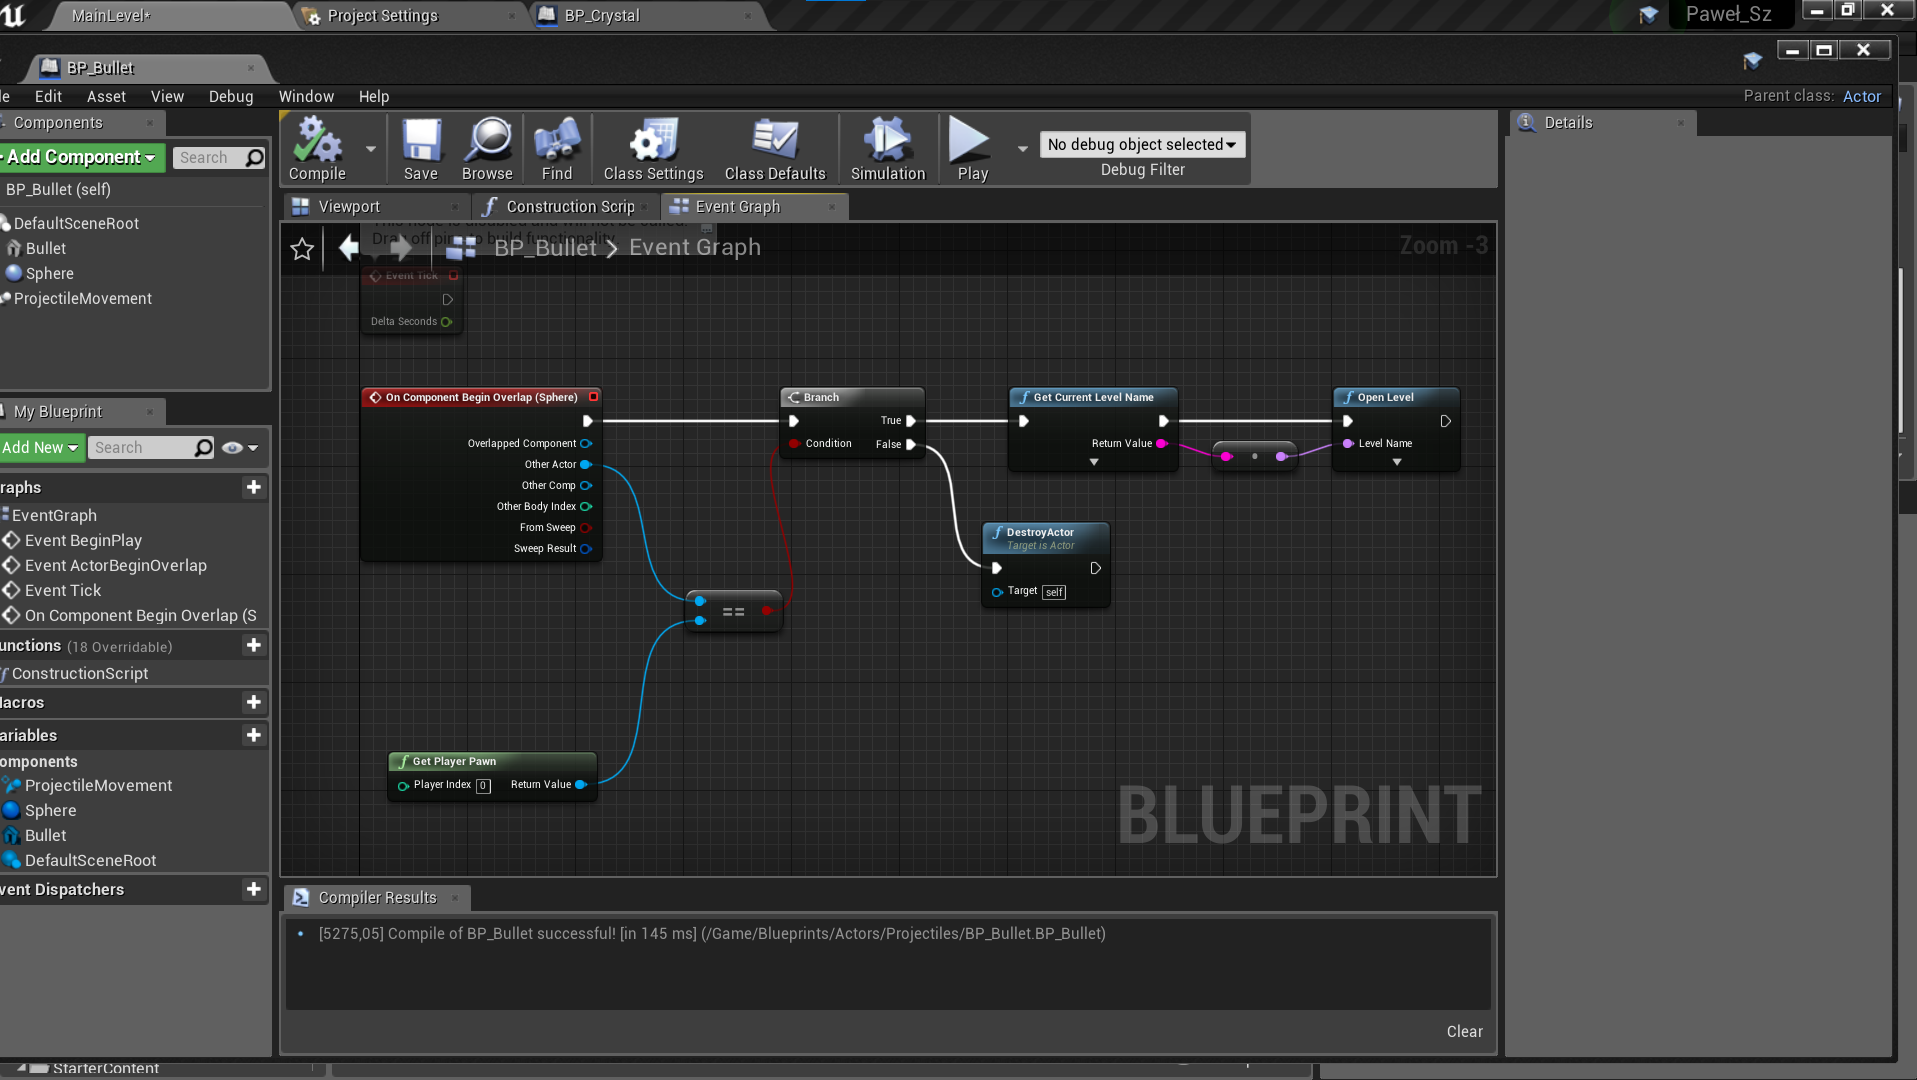 MainLevel*
Project Settings
BP_Crystal
Paweł_Sz
BP_Bullet
Edit Asset View Debug Window Help
Parent class: Actor
Components
Add Component
Search
BP_Bullet (self)
DefaultSceneRoot
Bullet
Sphere
ProjectileMovement
Compile
Save
Browse
Find
Class Settings
Class Defaults
Simulation
Play
No debug object selected
Debug Filter
Details
Viewport
Construction Scrip
Event Graph
BP_Bullet > Event Graph
Zoom -3
Event Tick
Delta Seconds
On Component Begin Overlap (Sphere)
Overlapped Component
Other Actor
Other Comp
Other Body Index
From Sweep
Sweep Result
Branch
True
Condition
False
Get Current Level Name
Return Value
Open Level
Level Name
DestroyActor
Target is Actor
Target self
==
Get Player Pawn
Player Index 0 Return Value
BLUEPRINT
My Blueprint
Add New
Search
raphs
EventGraph
Event BeginPlay
Event ActorBeginOverlap
Event Tick
On Component Begin Overlap (S
unctions (18 Overridable)
ConstructionScript
acros
ariables
omponents
ProjectileMovement
Sphere
Bullet
DefaultSceneRoot
vent Dispatchers
Compiler Results
[5275,05] Compile of BP_Bullet successful! [in 145 ms] (/Game/Blueprints/Actors/Projectiles/BP_Bullet.BP_Bullet)
Clear
StarterContent